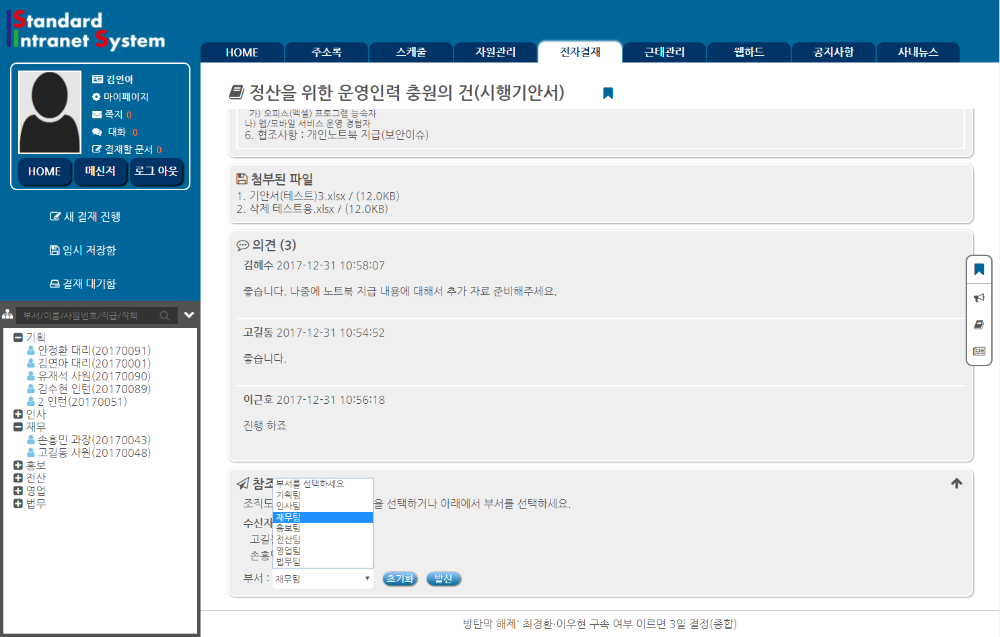 Standard
Intranet System
HOME
주소록
스케줄
자원관리
전자결재
근태관리
웹하드
공지사항
사내뉴스
김연아
마이페이지
쪽지 0
대화 0
결재할 문서 0
HOME
메신저
로그 아웃
새 결재 진행
임시 저장함
결재 대기함
부서/이름/사원번호/직급/직책
기획
안정환 대리(20170091)
김연아 대리(20170001)
유재석 사원(20170090)
김수현 인턴(20170089)
2 인턴(20170051)
인사
재무
손흥민 과장(20170043)
고길동 사원(20170048)
홍보
전산
영업
법무
정산을 위한 운영인력 충원의 건(시행기안서)
가) 오피스(엑셀) 프로그램 능숙자
나) 웹/모바일 서비스 운영 경험자
6. 협조사항 : 개인노트북 지급(보안이슈)
첨부된 파일
1. 기안서(테스트)3.xlsx / (12.0KB)
2. 삭제 테스트용.xlsx / (12.0KB)
의견 (3)
김혜수 2017-12-31 10:58:07
좋습니다. 나중에 노트북 지급 내용에 대해서 추가 자료 준비해주세요.
고길동 2017-12-31 10:54:52
좋습니다.
이근호 2017-12-31 10:56:18
진행 하죠
참조
조직도 을 선택하거나 아래에서 부서를 선택하세요.
수신자
고길
손흥
부서를 선택하세요
기획팀
인사팀
재무팀
홍보팀
전산팀
영업팀
법무팀
부서 : 재무팀
초기화
발신
방탄막 해제' 최경환·이우현 구속 여부 이르면 3일 결정(종합)